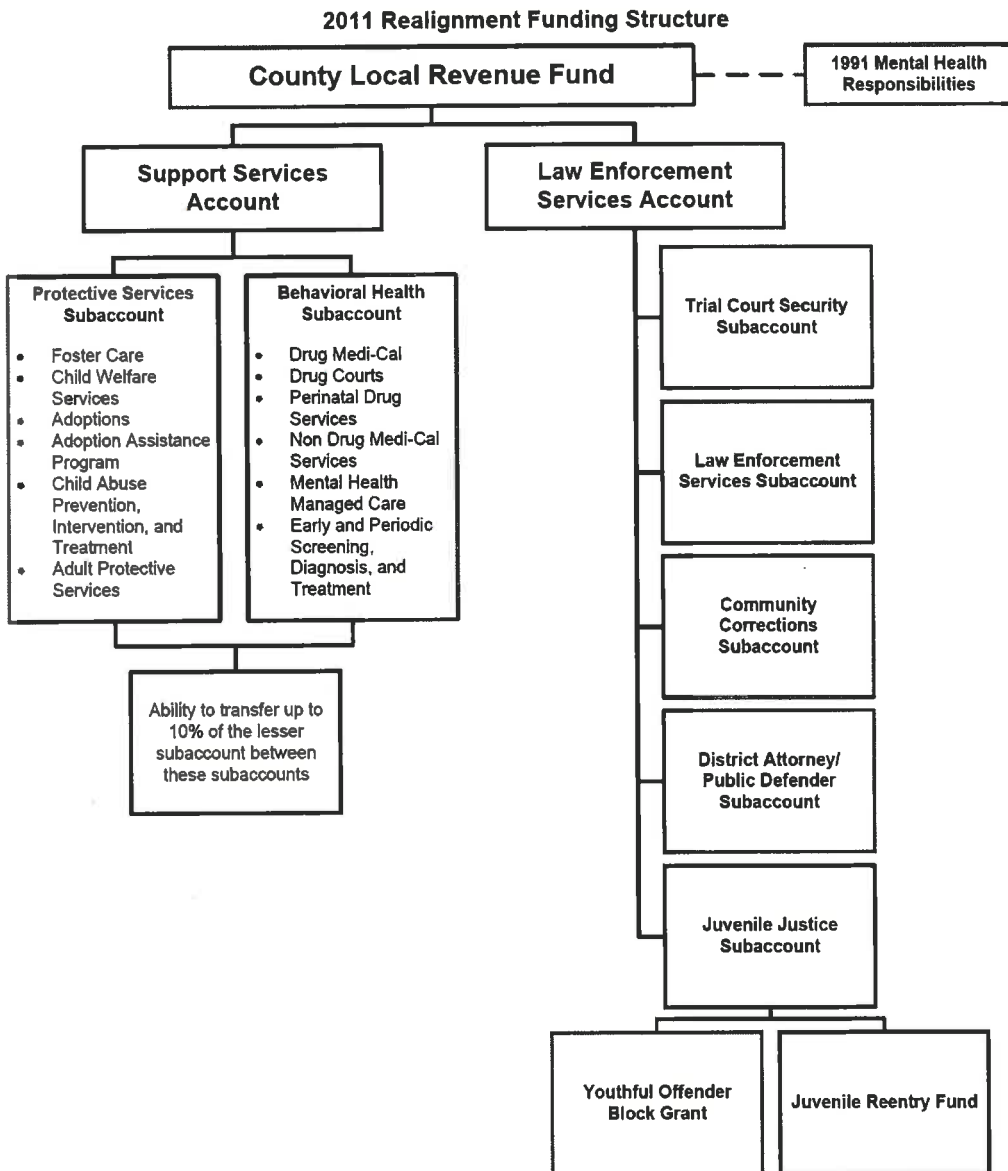 2011 Realignment Funding Structure
County Local Revenue Fund
1991 Mental Health
Responsibilities
Support Services
Account
Law Enforcement
Services Account
Protective Services
Subaccount
• Foster Care
• Child Welfare
Services
• Adoptions
• Adoption Assistance
Program
• Child Abuse
Prevention,
Intervention, and
Treatment
• Adult Protective
Services
Behavioral Health
Subaccount
• Drug Medi-Cal
• Drug Courts
• Perinatal Drug
Services
• Non Drug Medi-Cal
Services
• Mental Health
Managed Care
• Early and Periodic
Screening,
Diagnosis, and
Treatment
Ability to transfer up to
10% of the lesser
subaccount between
these subaccounts
Trial Court Security
Subaccount
Law Enforcement
Services Subaccount
Community
Corrections
Subaccount
District Attorney/
Public Defender
Subaccount
Juvenile Justice
Subaccount
Youthful Offender
Block Grant
Juvenile Reentry Fund